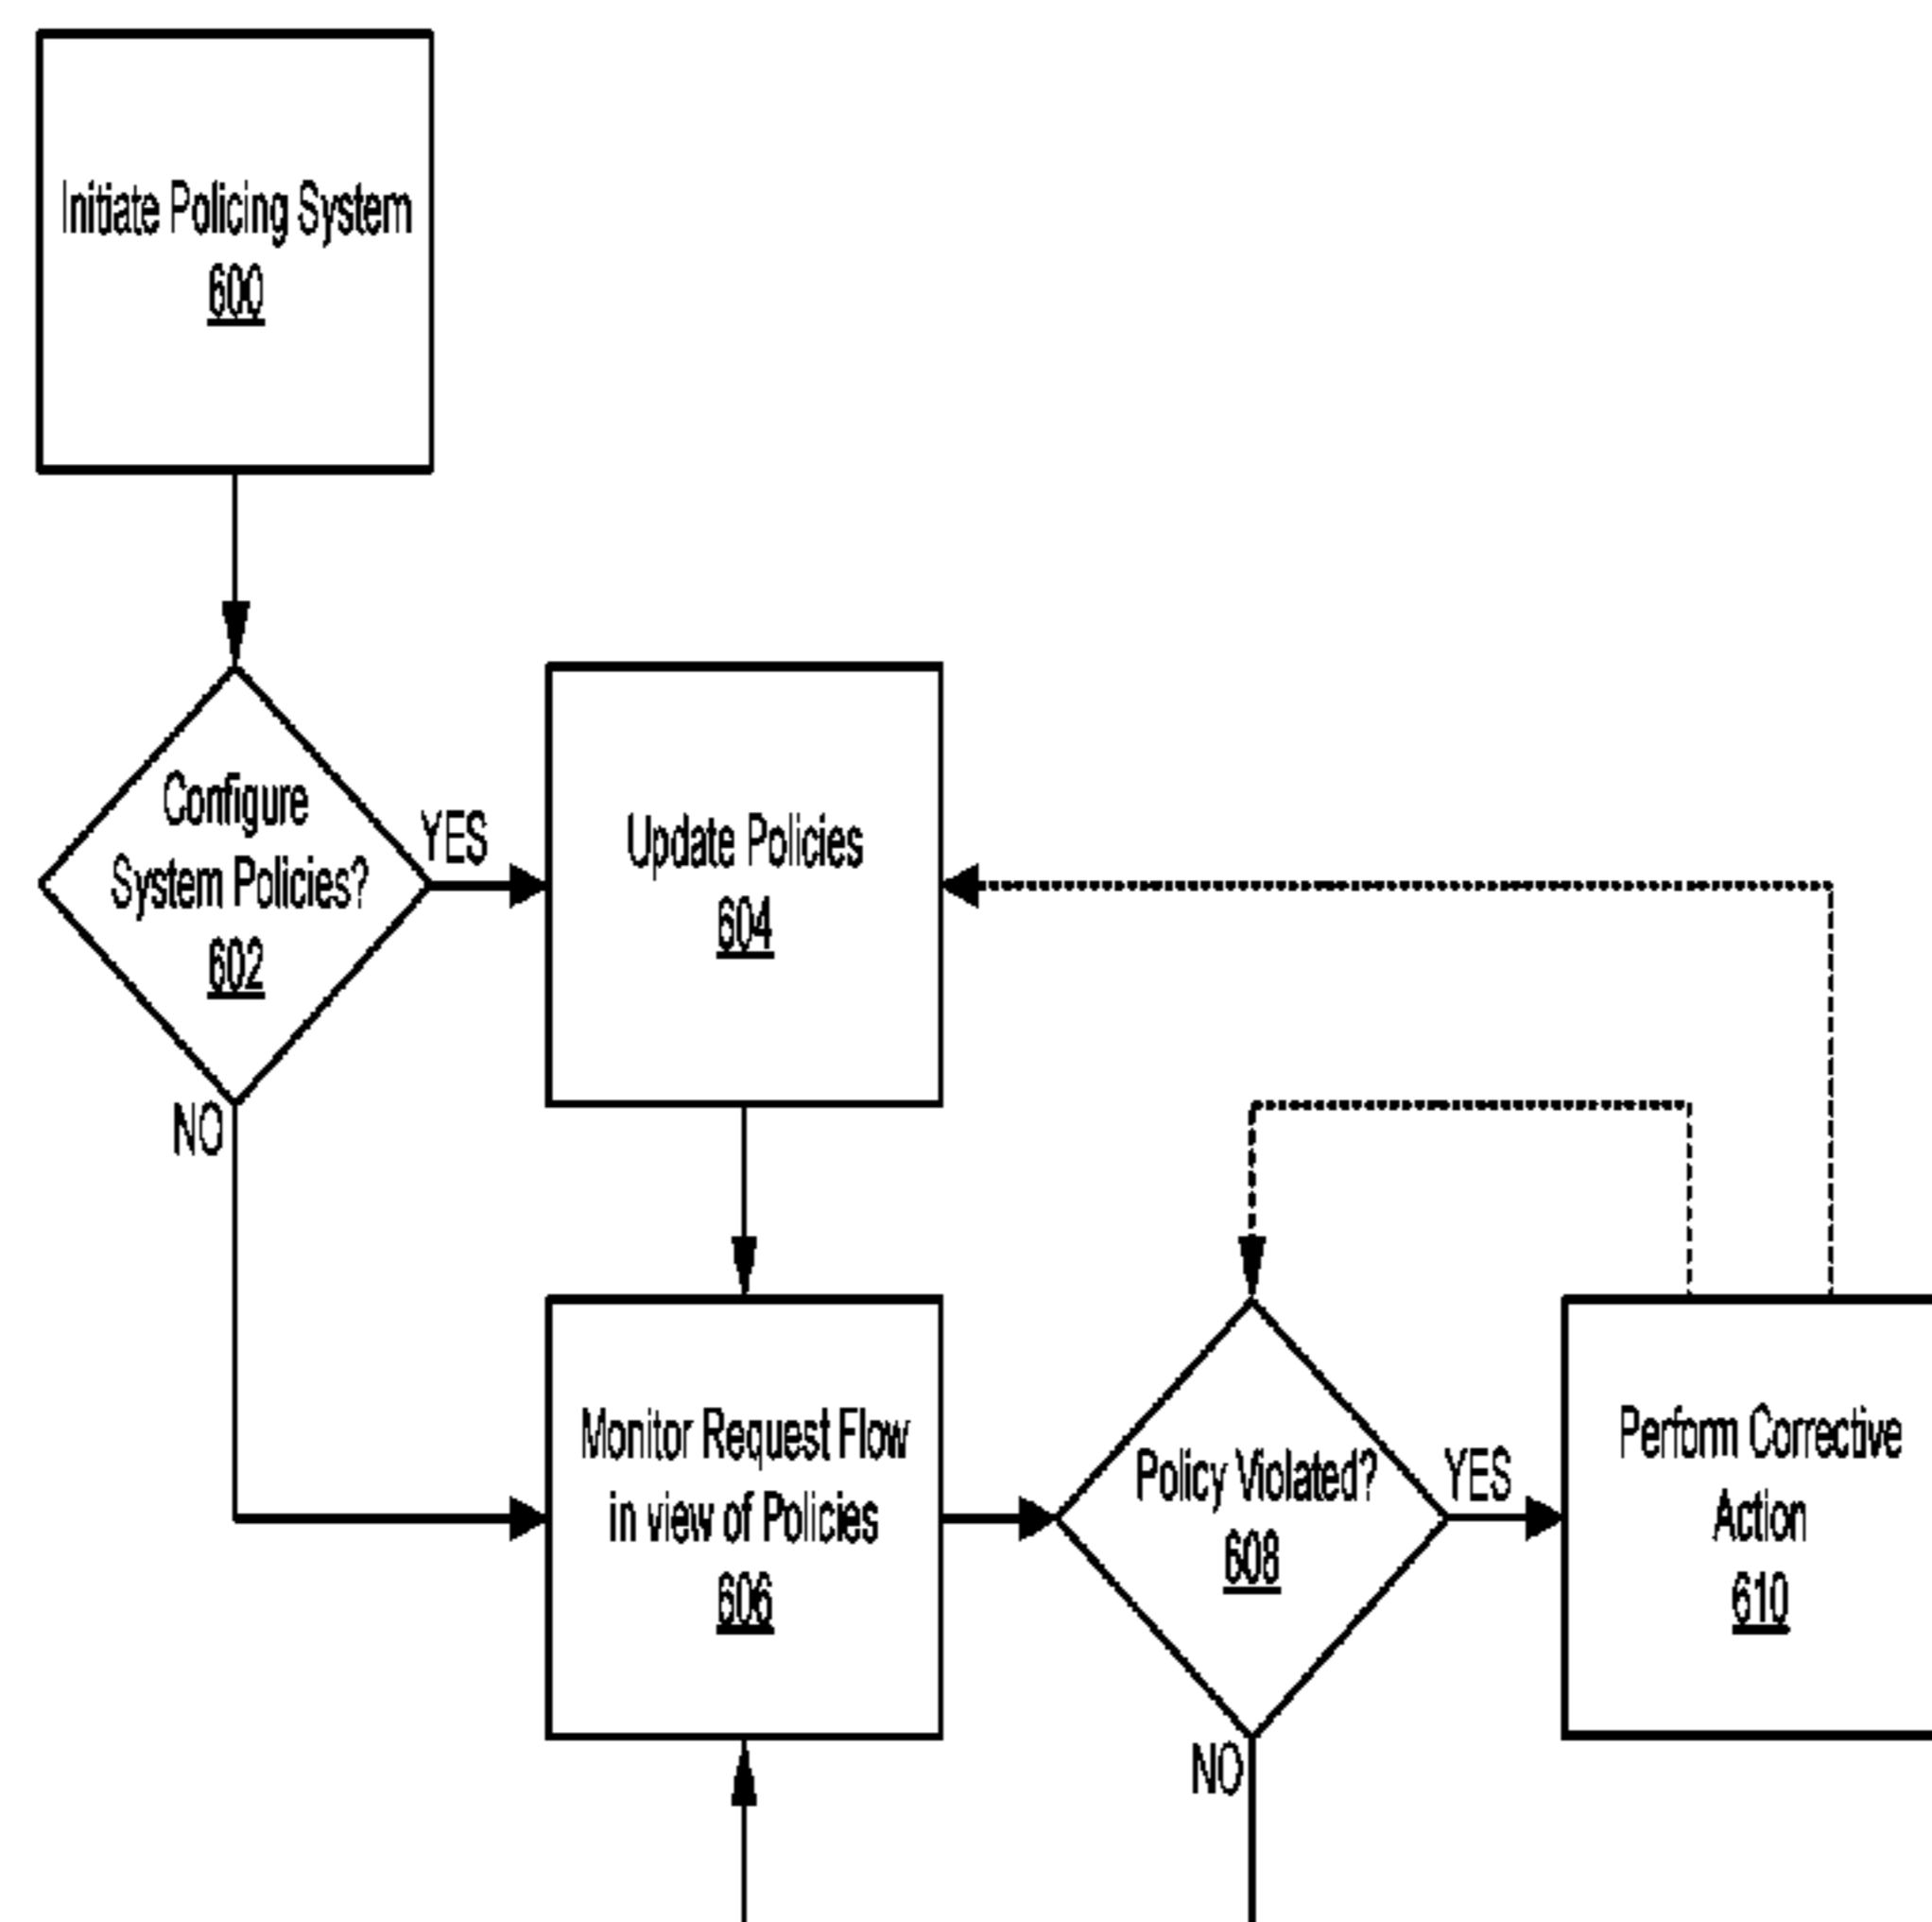 Initiate Policing System
600
Configure
System Policies?
602
YES
NO
Update Policies
604
Monitor Request Flow
in view of Policies
606
Policy Violated?
608
YES
NO
Perform Corrective
Action
610